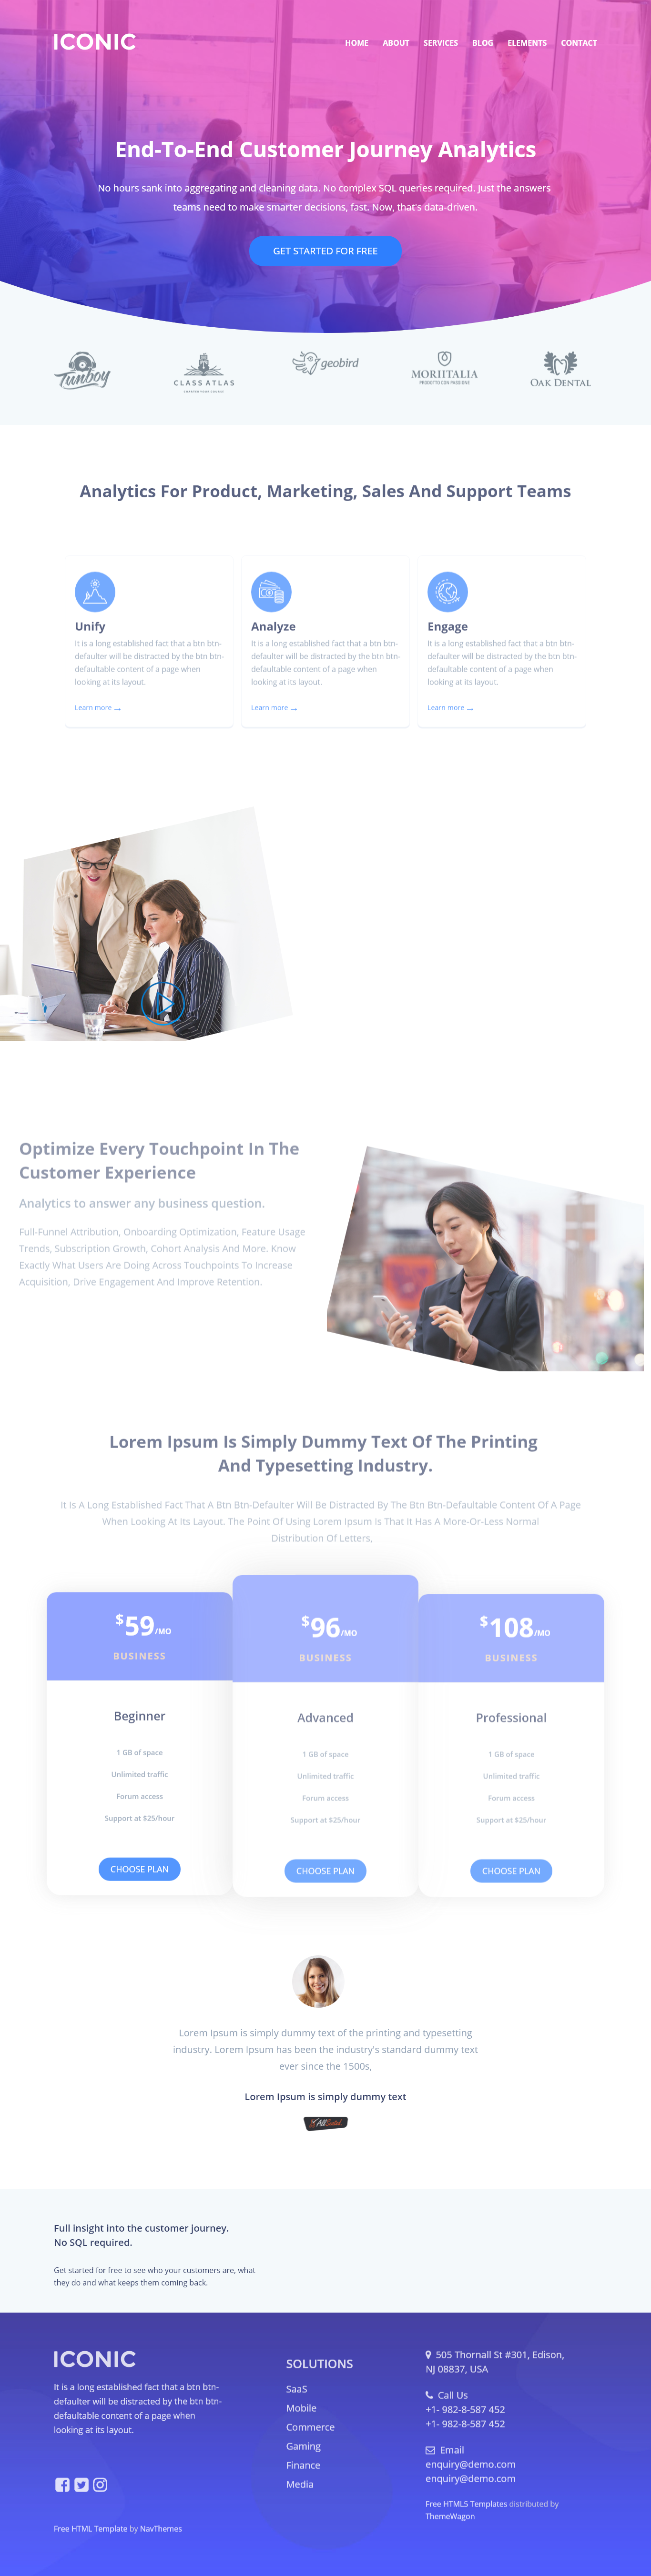 ICONIC
HOME ABOUT SERVICES BLOG ELEMENTS CONTACT
End-To-End Customer Journey Analytics
No hours sank into aggregating and cleaning data. No complex SQL queries required. Just the answers
teams need to make smarter decisions, fast. Now, that's data-driven.
GET STARTED FOR FREE
Tunboy
CLASS ATLAS
geobird
MORIITALIA
PRODOTTO CON PASSIONE
OAK DENTAL
Analytics For Product, Marketing, Sales And Support Teams
Unify
It is a long established fact that a btn btn-
defaulter will be distracted by the btn btn-
defaultable content of a page when
looking at its layout.
Learn more →
Analyze
It is a long established fact that a btn btn-
defaulter will be distracted by the btn btn-
defaultable content of a page when
looking at its layout.
Learn more →
Engage
It is a long established fact that a btn btn-
defaulter will be distracted by the btn btn-
defaultable content of a page when
looking at its layout.
Learn more →
Optimize Every Touchpoint In The
Customer Experience
Analytics to answer any business question.
Full-Funnel Attribution, Onboarding Optimization, Feature Usage
Trends, Subscription Growth, Cohort Analysis And More. Know
Exactly What Users Are Doing Across Touchpoints To Increase
Acquisition, Drive Engagement And Improve Retention.
Lorem Ipsum Is Simply Dummy Text Of The Printing
And Typesetting Industry.
It Is A Long Established Fact That A Btn Btn-Defaulter Will Be Distracted By The Btn Btn-Defaultable Content Of A Page
When Looking At Its Layout. The Point Of Using Lorem Ipsum Is That It Has A More-Or-Less Normal
Distribution Of Letters,
$59/MO
BUSINESS
Beginner
1 GB of space
Unlimited traffic
Forum access
Support at $25/hour
CHOOSE PLAN
$96/MO
BUSINESS
Advanced
1 GB of space
Unlimited traffic
Forum access
Support at $25/hour
CHOOSE PLAN
$108/MO
BUSINESS
Professional
1 GB of space
Unlimited traffic
Forum access
Support at $25/hour
CHOOSE PLAN
Lorem Ipsum is simply dummy text of the printing and typesetting
industry. Lorem Ipsum has been the industry's standard dummy text
ever since the 1500s,
Lorem Ipsum is simply dummy text
Full insight into the customer journey.
No SQL required.
Get started for free to see who your customers are, what
they do and what keeps them coming back.
ICONIC
It is a long established fact that a btn btn-
defaulter will be distracted by the btn btn-
defaultable content of a page when
looking at its layout.
Free HTML Template by NavThemes
SOLUTIONS
SaaS
Mobile
Commerce
Gaming
Finance
Media
505 Thornall St #301, Edison,
NJ 08837, USA
Call Us
+1- 982-8-587 452
+1- 982-8-587 452
Email
enquiry@demo.com
enquiry@demo.com
Free HTML5 Templates distributed by
ThemeWagon